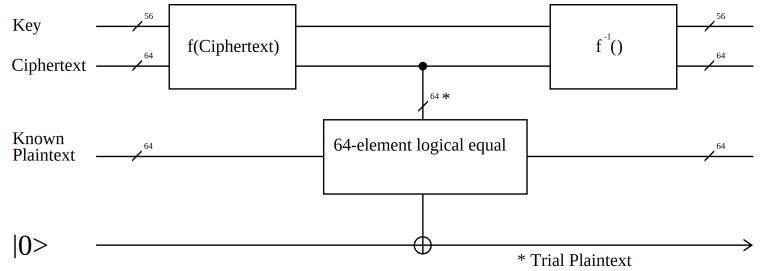 Key
56
f(Ciphertext)
f⁻¹()
56
Ciphertext
64
64
64 *
Known
Plaintext
64
64-element logical equal
64
|0>
* Trial Plaintext